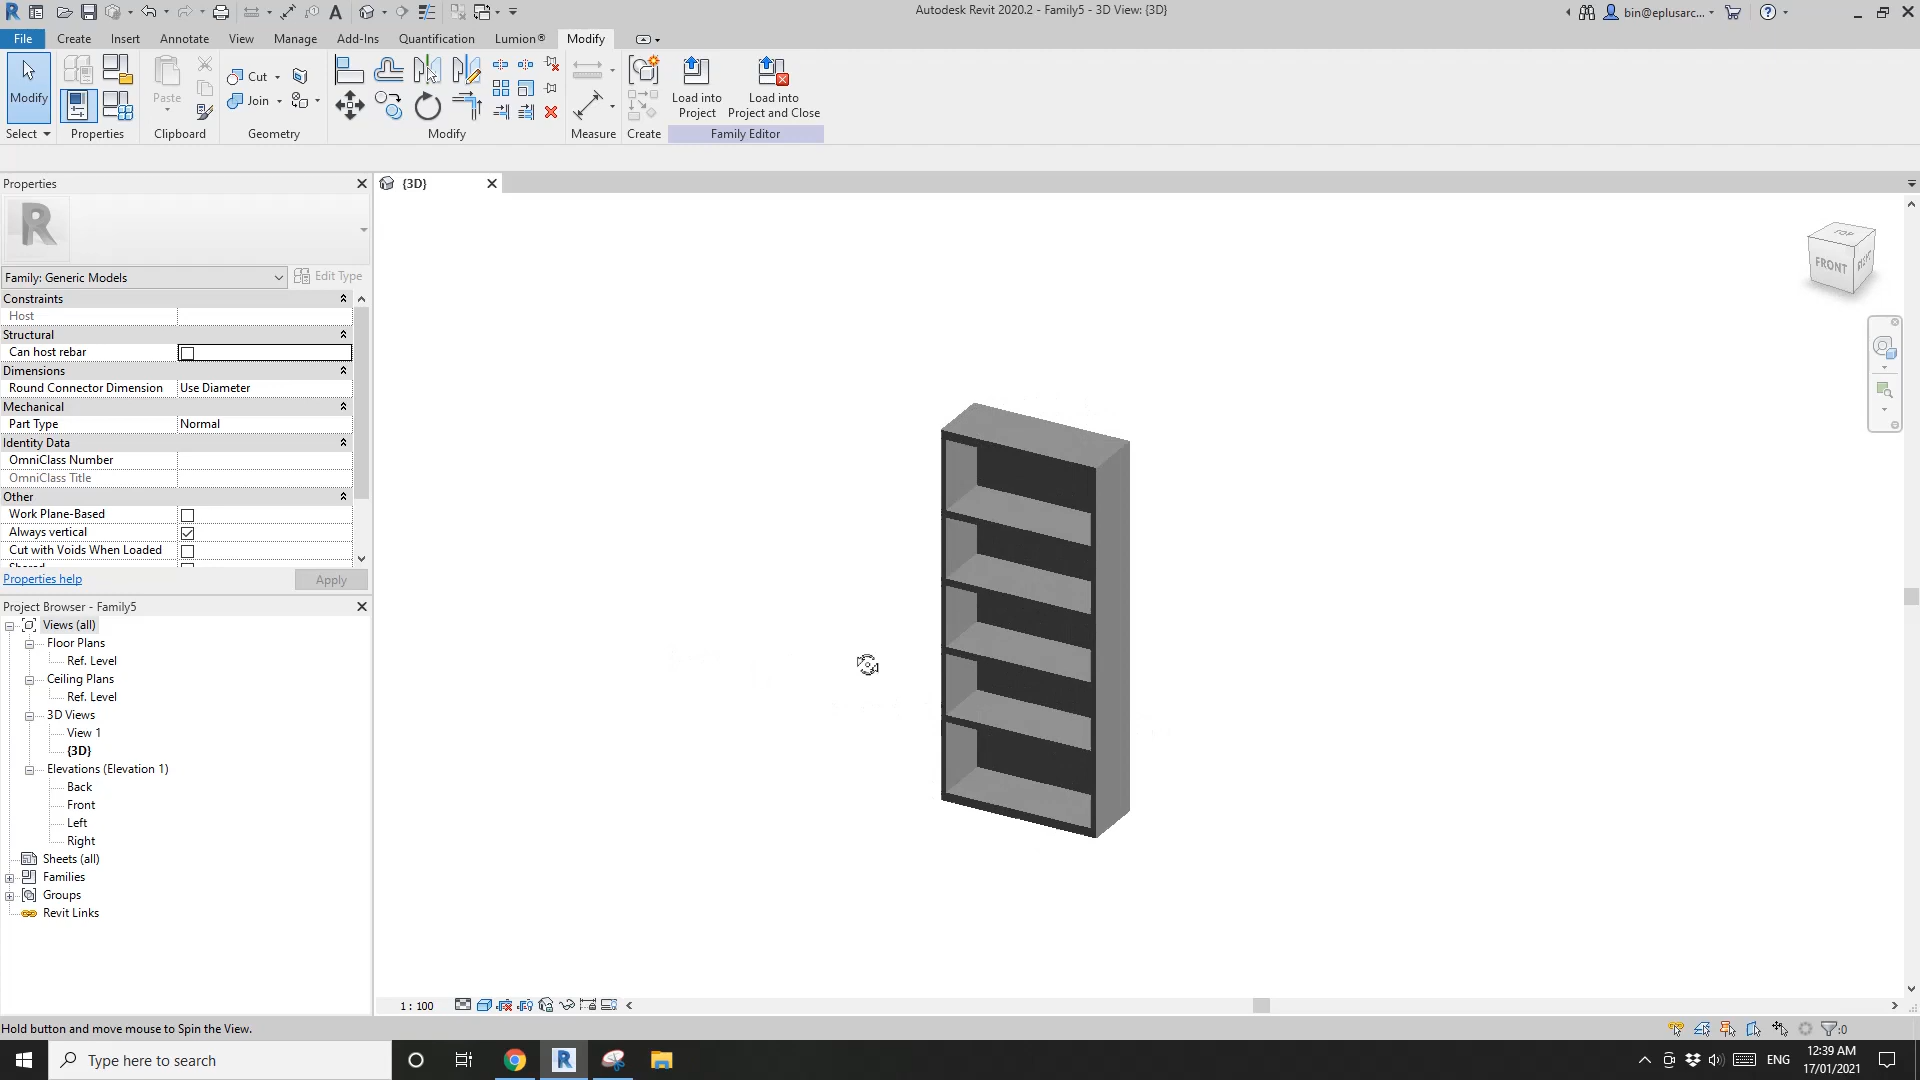 Autodesk Revit 2020.2 - Family5 - 3D View: {3D}
bin@eplusarc...
File Create Insert Annotate View Manage Add-Ins Quantification Lumion® Modify
Modify
Paste
Cut
Join
Load into
Project
Load into
Project and Close
Select Properties Clipboard Geometry Modify Measure Create Family Editor
Properties
{3D}
R
Family: Generic Models
Edit Type
Constraints
Host
Structural
Can host rebar
Dimensions
Round Connector Dimension Use Diameter
Mechanical
Part Type Normal
Identity Data
OmniClass Number
OmniClass Title
Other
Work Plane-Based
Always vertical
Cut with Voids When Loaded
Shared
Properties help
Apply
TOP
FRONT
Project Browser - Family5
Views (all)
Floor Plans
Ref. Level
Ceiling Plans
Ref. Level
3D Views
View 1
{3D}
Elevations (Elevation 1)
Back
Front
Left
Right
Sheets (all)
Families
Groups
Revit Links
1 : 100
Hold button and move mouse to Spin the View.
:0
Type here to search
ENG
12:39 AM
17/01/2021